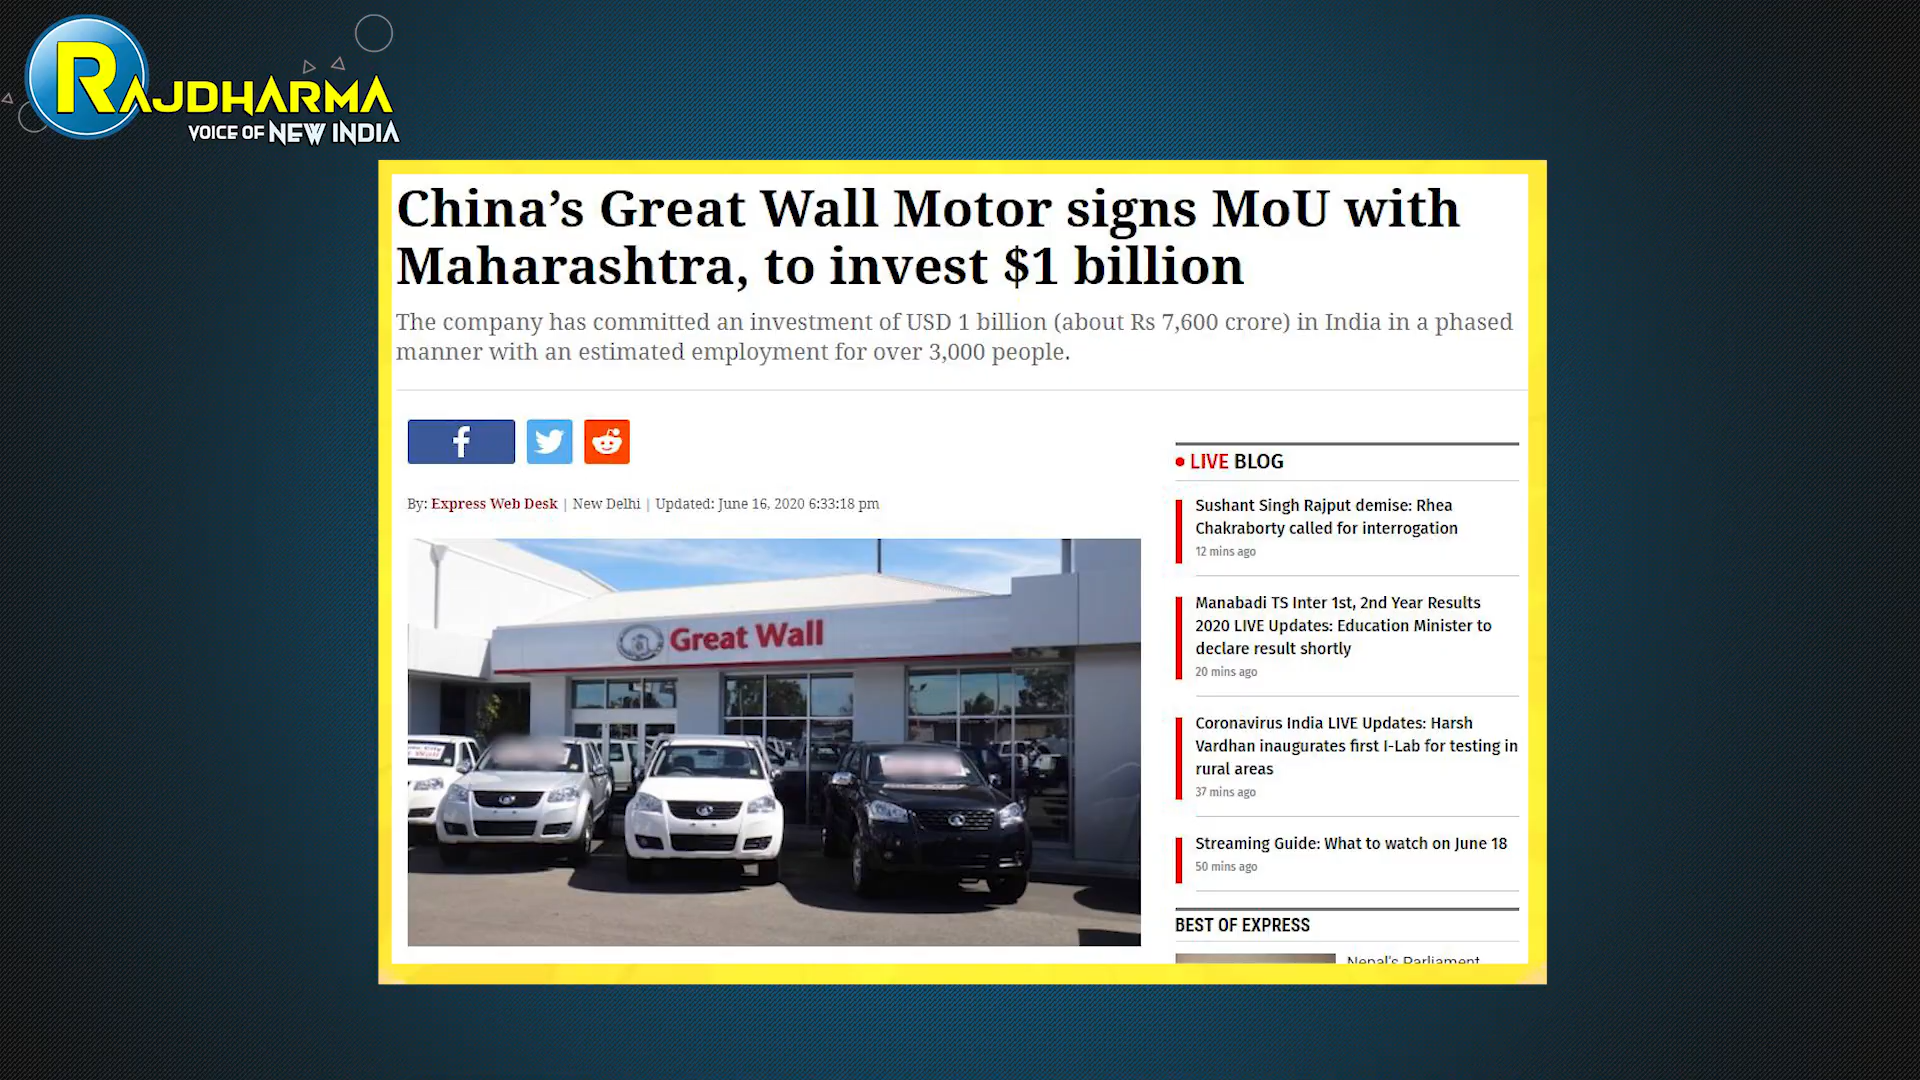 RAJDHARMA
VOICE OF NEW INDIA
China’s Great Wall Motor signs MoU with
Maharashtra, to invest $1 billion
The company has committed an investment of USD 1 billion (about Rs 7,600 crore) in India in a phased
manner with an estimated employment for over 3,000 people.
By: Express Web Desk | New Delhi | Updated: June 16, 2020 6:33:18 pm
Great Wall
LIVE BLOG
Sushant Singh Rajput demise: Rhea
Chakraborty called for interrogation
12 mins ago
Manabadi TS Inter 1st, 2nd Year Results
2020 LIVE Updates: Education Minister to
declare result shortly
20 mins ago
Coronavirus India LIVE Updates: Harsh
Vardhan inaugurates first I-Lab for testing in
rural areas
37 mins ago
Streaming Guide: What to watch on June 18
50 mins ago
BEST OF EXPRESS
Nepal's Parliament